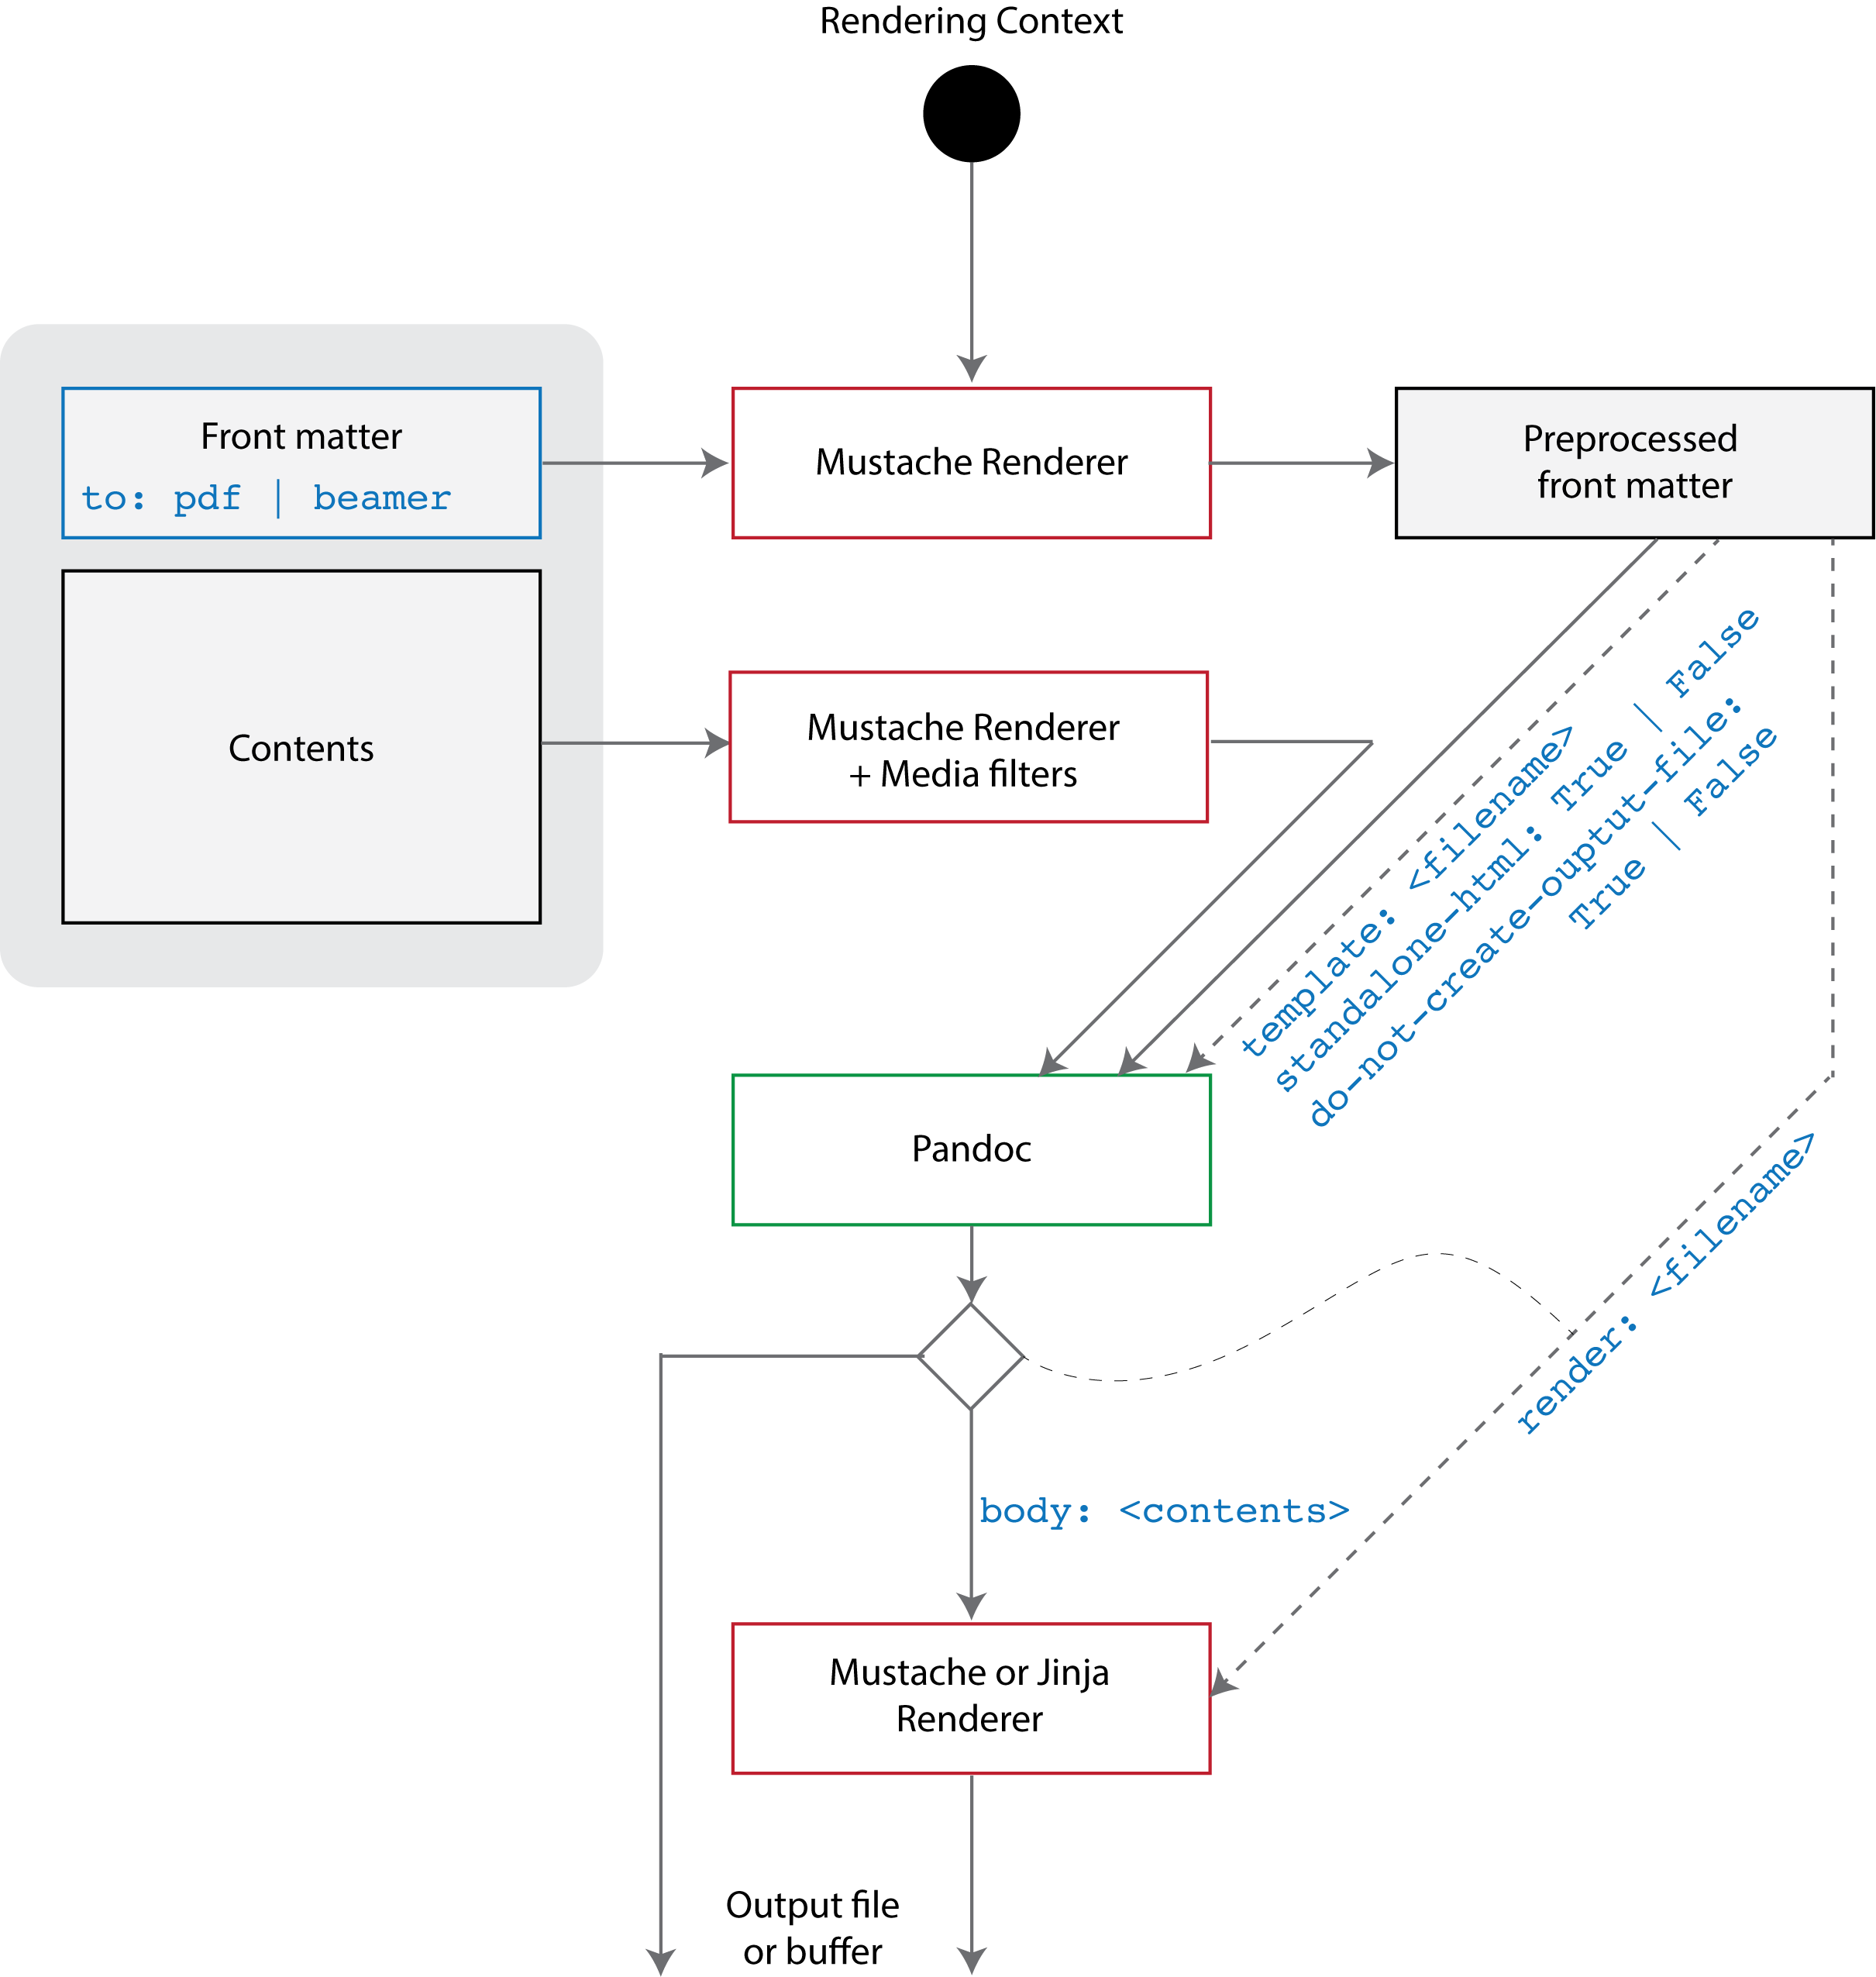 Rendering Context
Front matter
to: pdf | beamer
Mustache Renderer
Preprocessed
front matter
Contents
Mustache Renderer
+ Media filters
template: <filename>
standalone-html: True | False
do-not-create-ouptut-file:
True | False
Pandoc
render: <filename>
body: <contents>
Mustache or Jinja
Renderer
Output file
or buffer